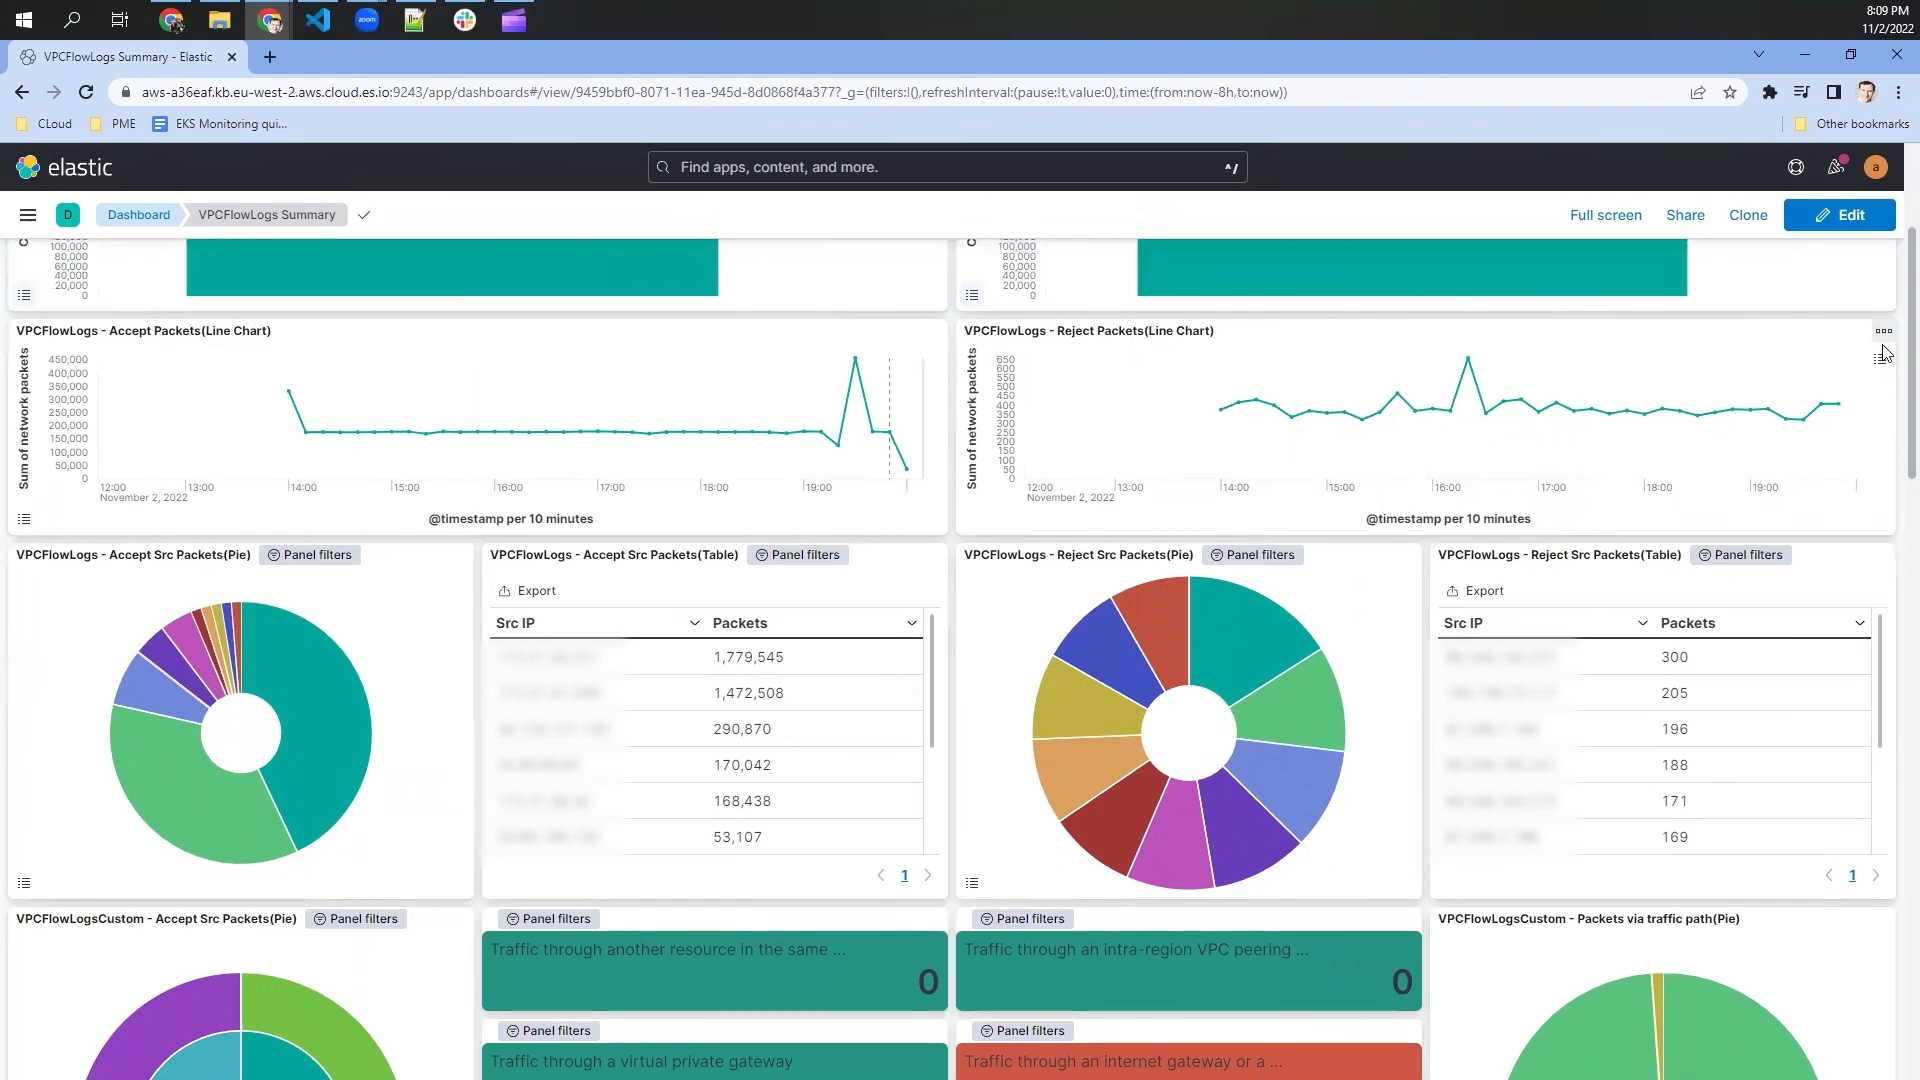 8:09 PM
11/2/2022
zoom
VPCFlowLogs Summary - Elastic
aws-a36eaf.kb.eu-west-2.aws.cloud.es.io:9243/app/dashboards#/view/9459bbf0-8071-11ea-945d-8d0868f4a377?_g=(filters:!(),refreshInterval:(pause:!t,value:0),time:(from:now-8h,to:now))
CLoud
PME
EKS Monitoring qui...
Other bookmarks
elastic
Find apps, content, and more.
^/
a
D
Dashboard
VPCFlowLogs Summary
Full screen
Share
Clone
Edit
100,000
80,000
60,000
40,000
20,000
0
100,000
80,000
60,000
40,000
20,000
0
VPCFlowLogs - Accept Packets(Line Chart)
Sum of network packets
450,000
400,000
350,000
300,000
250,000
200,000
150,000
100,000
50,000
0
12:00
13:00
14:00
15:00
16:00
17:00
18:00
19:00
November 2, 2022
@timestamp per 10 minutes
VPCFlowLogs - Reject Packets(Line Chart)
Sum of network packets
650
600
550
500
450
400
350
300
250
200
150
100
50
0
12:00
13:00
14:00
15:00
16:00
17:00
18:00
19:00
November 2, 2022
@timestamp per 10 minutes
VPCFlowLogs - Accept Src Packets(Pie)
Panel filters
VPCFlowLogs - Accept Src Packets(Table)
Panel filters
Export
Src IP
Packets
1,779,545
1,472,508
290,870
170,042
168,438
53,107
1
VPCFlowLogs - Reject Src Packets(Pie)
Panel filters
VPCFlowLogs - Reject Src Packets(Table)
Panel filters
Export
Src IP
Packets
300
205
196
188
171
169
1
VPCFlowLogsCustom - Accept Src Packets(Pie)
Panel filters
Panel filters
Traffic through another resource in the same ...
0
Panel filters
Traffic through an intra-region VPC peering ...
0
VPCFlowLogsCustom - Packets via traffic path(Pie)
Panel filters
Traffic through a virtual private gateway
Panel filters
Traffic through an internet gateway or a ...